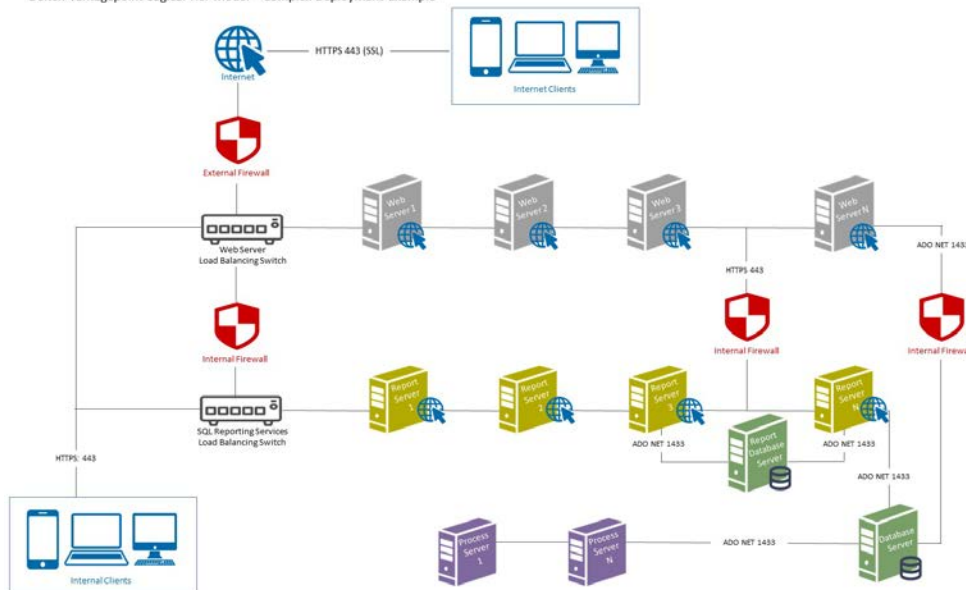 HTTPS 443 (SSL)
Internet
Internet Clients
External Firewall
Web Server 1
Web Server 2
Web Server 3
Web Server N
Web Server
Load Balancing Switch
ADO NET 1433
HTTPS 443
Internal Firewall
Internal Firewall
Internal Firewa
Report Server 1
Report Server 2
Report Server 3
Report Server N
SQL Reporting Services
Load Balancing Switch
ADO NET 1433
Report Database Server
ADO NET 1433
HTTPS: 443
ADO NET 1433
Process Server 1
Process Server N
ADO NET 1433
Database Server
Internal Clients